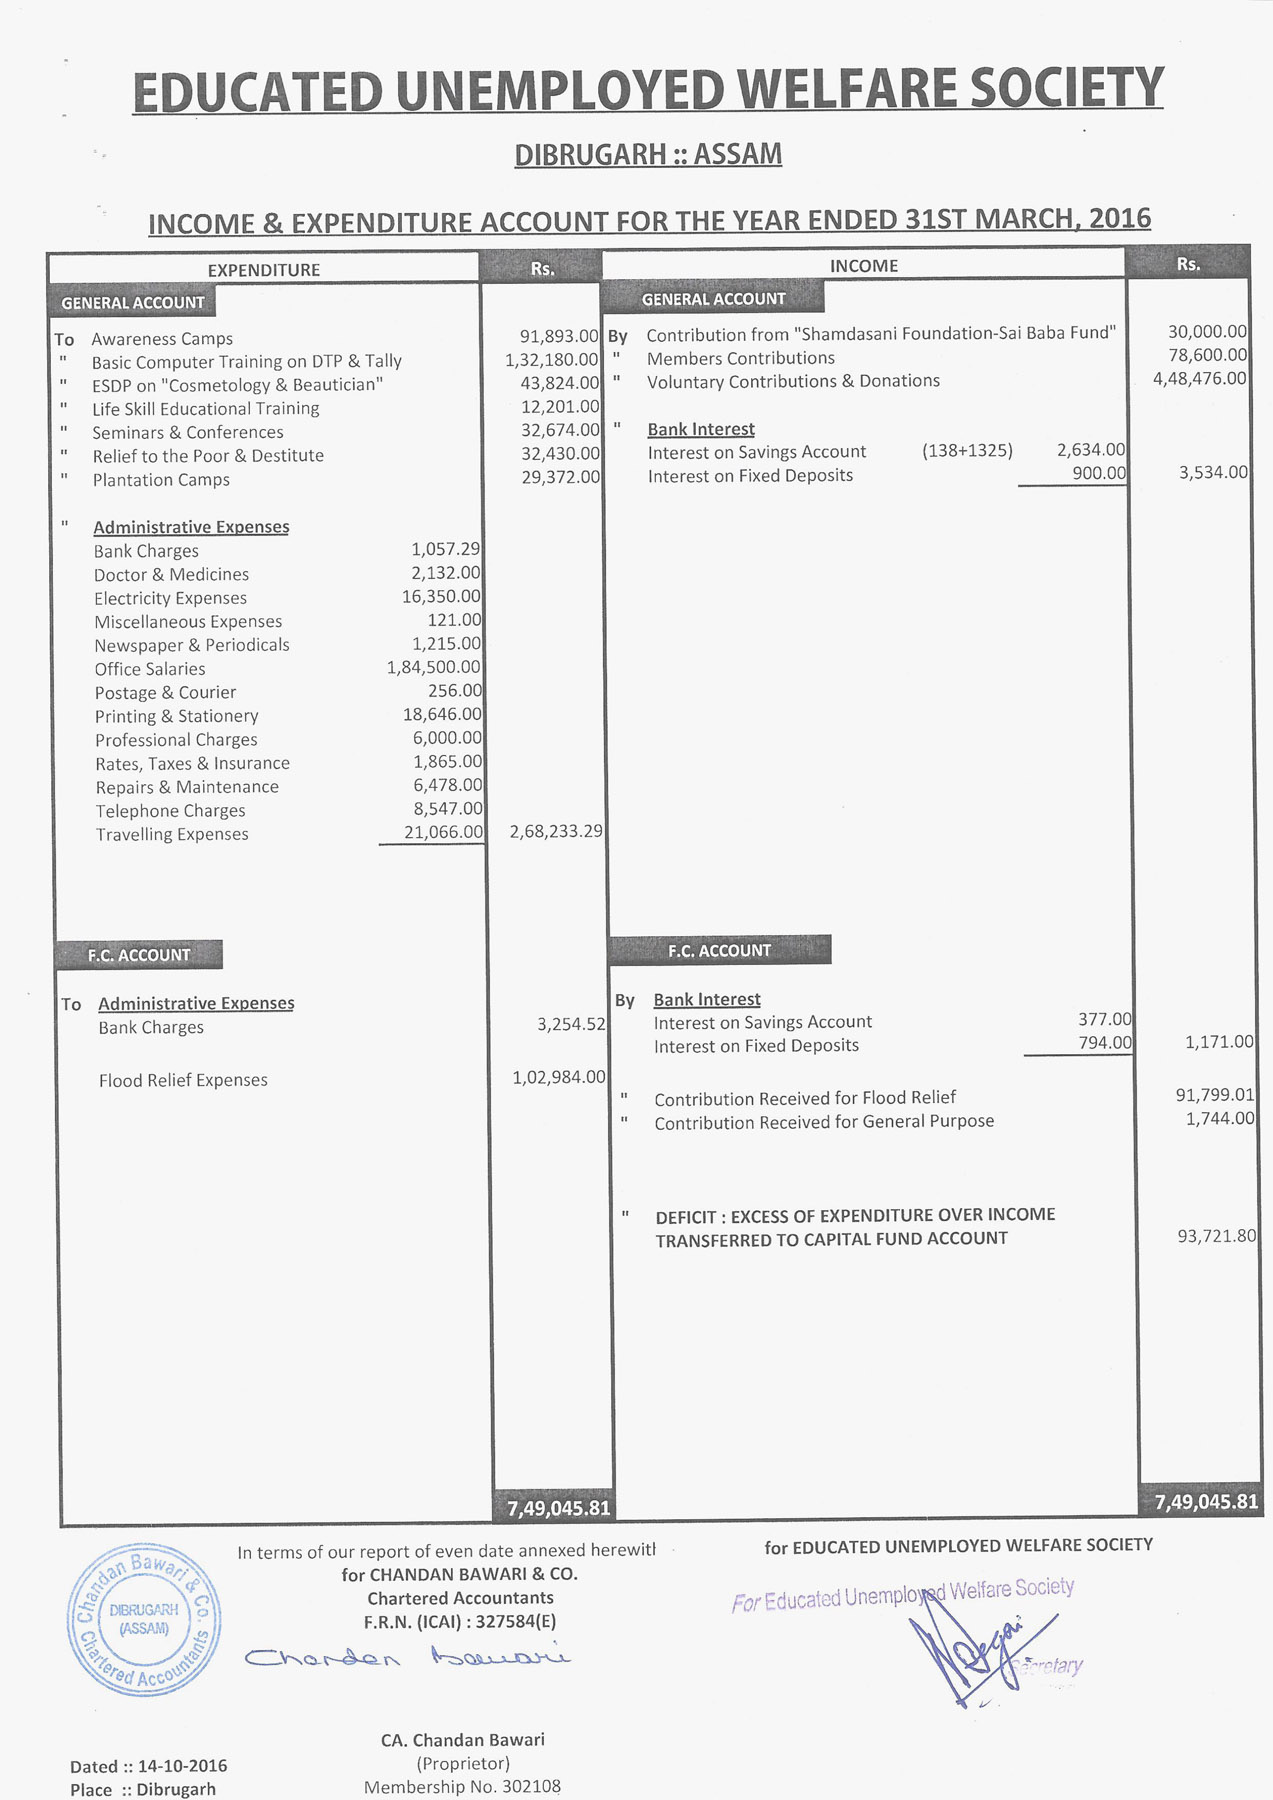 EDUCATED UNEMPLOYED WELFARE SOCIETY
DIBRUGARH :: ASSAM
INCOME & EXPENDITURE ACCOUNT FOR THE YEAR ENDED 31ST MARCH, 2016
EXPENDITURE Rs. INCOME Rs.
GENERAL ACCOUNT GENERAL ACCOUNT
To Awareness Camps 91,893.00 By Contribution from "Shamdasani Foundation-Sai Baba Fund" 30,000.00
" Basic Computer Training on DTP & Tally 1,32,180.00 " Members Contributions 78,600.00
" ESDP on "Cosmetology & Beautician" 43,824.00 " Voluntary Contributions & Donations 4,48,476.00
" Life Skill Educational Training 12,201.00
" Seminars & Conferences 32,674.00 " Bank Interest
" Relief to the Poor & Destitute 32,430.00 Interest on Savings Account (138+1325) 2,634.00
" Plantation Camps 29,372.00 Interest on Fixed Deposits 900.00 3,534.00
" Administrative Expenses
Bank Charges 1,057.29
Doctor & Medicines 2,132.00
Electricity Expenses 16,350.00
Miscellaneous Expenses 121.00
Newspaper & Periodicals 1,215.00
Office Salaries 1,84,500.00
Postage & Courier 256.00
Printing & Stationery 18,646.00
Professional Charges 6,000.00
Rates, Taxes & Insurance 1,865.00
Repairs & Maintenance 6,478.00
Telephone Charges 8,547.00
Travelling Expenses 21,066.00 2,68,233.29
F.C. ACCOUNT F.C. ACCOUNT
To Administrative Expenses By Bank Interest
Bank Charges 3,254.52 Interest on Savings Account 377.00
Interest on Fixed Deposits 794.00 1,171.00
Flood Relief Expenses 1,02,984.00
" Contribution Received for Flood Relief 91,799.01
" Contribution Received for General Purpose 1,744.00
" DEFICIT : EXCESS OF EXPENDITURE OVER INCOME
TRANSFERRED TO CAPITAL FUND ACCOUNT 93,721.80
7,49,045.81 7,49,045.81
In terms of our report of even date annexed herewitl for EDUCATED UNEMPLOYED WELFARE SOCIETY
for CHANDAN BAWARI & CO.
Chartered Accountants
F.R.N. (ICAI) : 327584(E)
For Educated Unemployed Welfare Society
Chandan Bawari & Co.
DIBRUGARH
(ASSAM)
Chartered Accountants
Chandan Bawari
Secretary
CA. Chandan Bawari
(Proprietor)
Membership No. 302108
Dated :: 14-10-2016
Place :: Dibrugarh